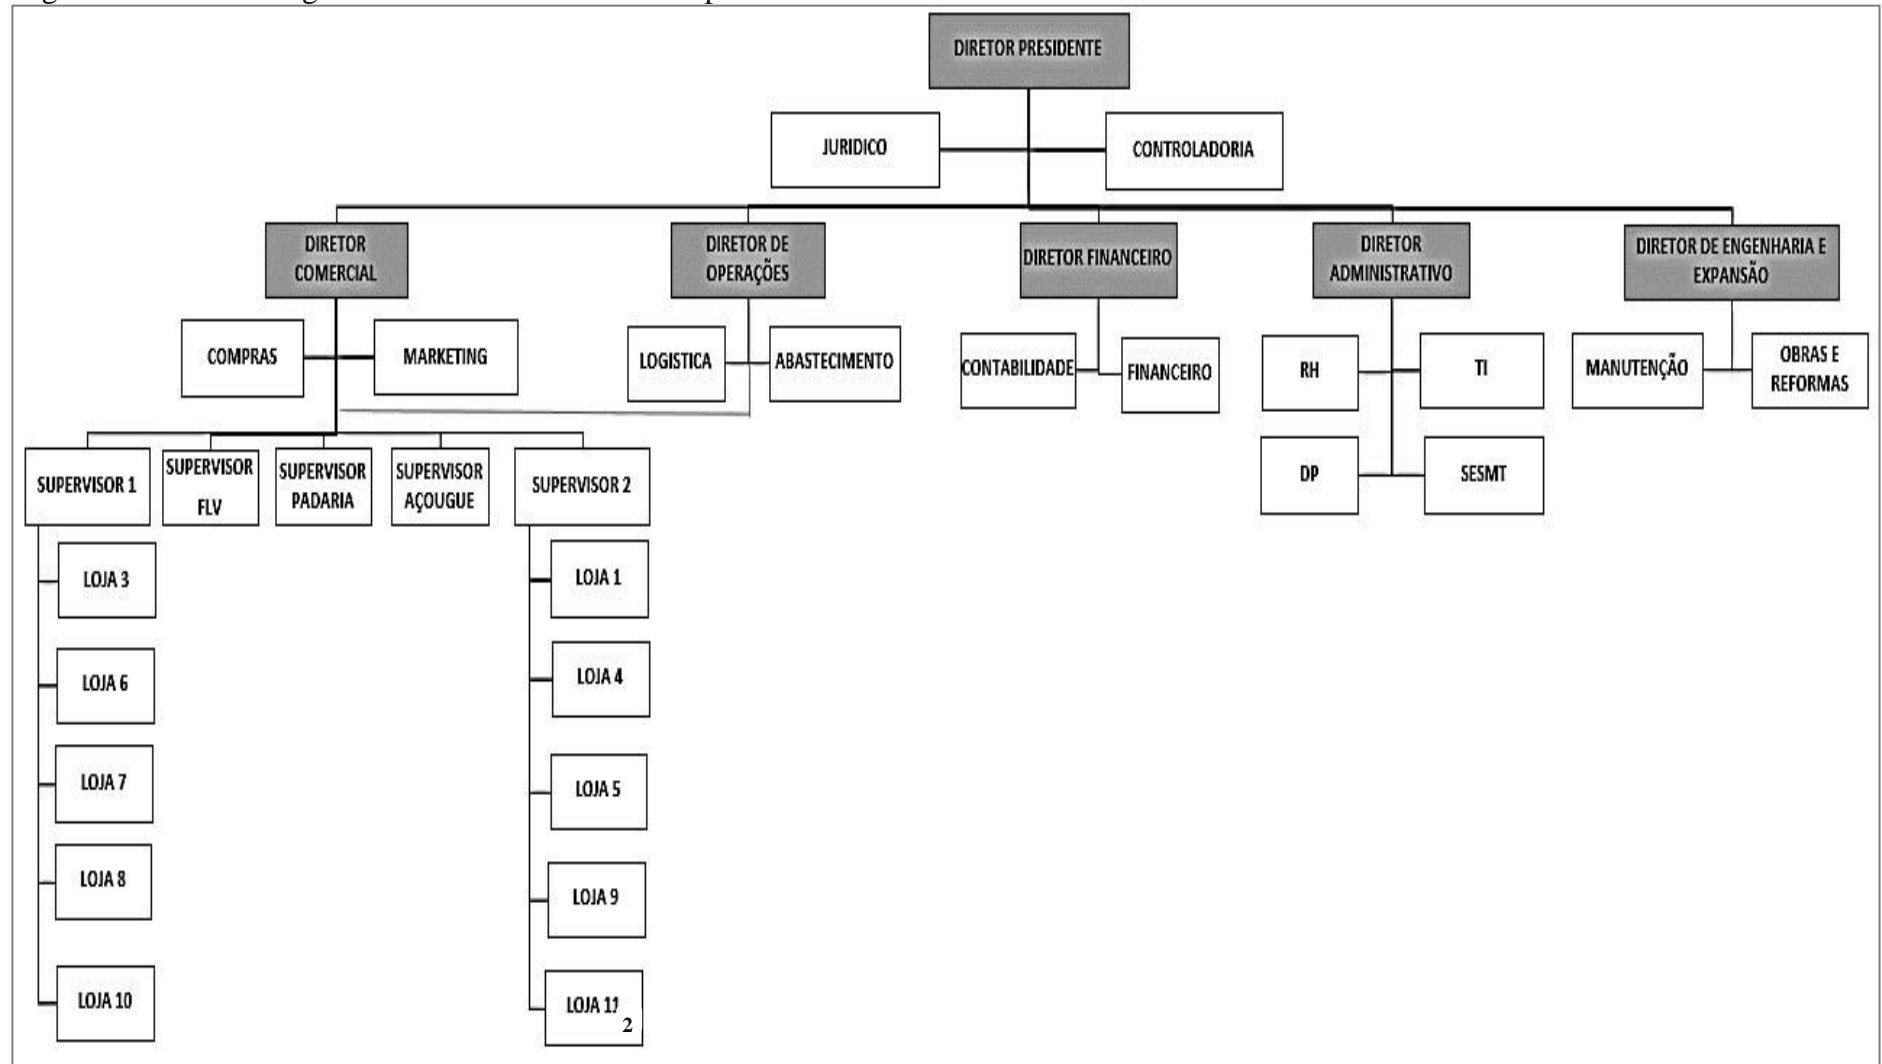 DIRETOR PRESIDENTE
JURIDICO
CONTROLADORIA
DIRETOR
COMERCIAL
DIRETOR DE
OPERAÇÕES
DIRETOR FINANCEIRO
DIRETOR
ADMINISTRATIVO
DIRETOR DE ENGENHARIA E
EXPANSÃO
COMPRAS
MARKETING
LOGISTICA
ABASTECIMENTO
CONTABILIDADE
FINANCEIRO
RH
TI
MANUTENÇÃO
OBRAS E
REFORMAS
DP
SESMT
SUPERVISOR 1
SUPERVISOR
FLV
SUPERVISOR
PADARIA
SUPERVISOR
AÇOUGUE
SUPERVISOR 2
LOJA 3
LOJA 6
LOJA 7
LOJA 8
LOJA 10
LOJA 1
LOJA 4
LOJA 5
LOJA 9
LOJA 11
2